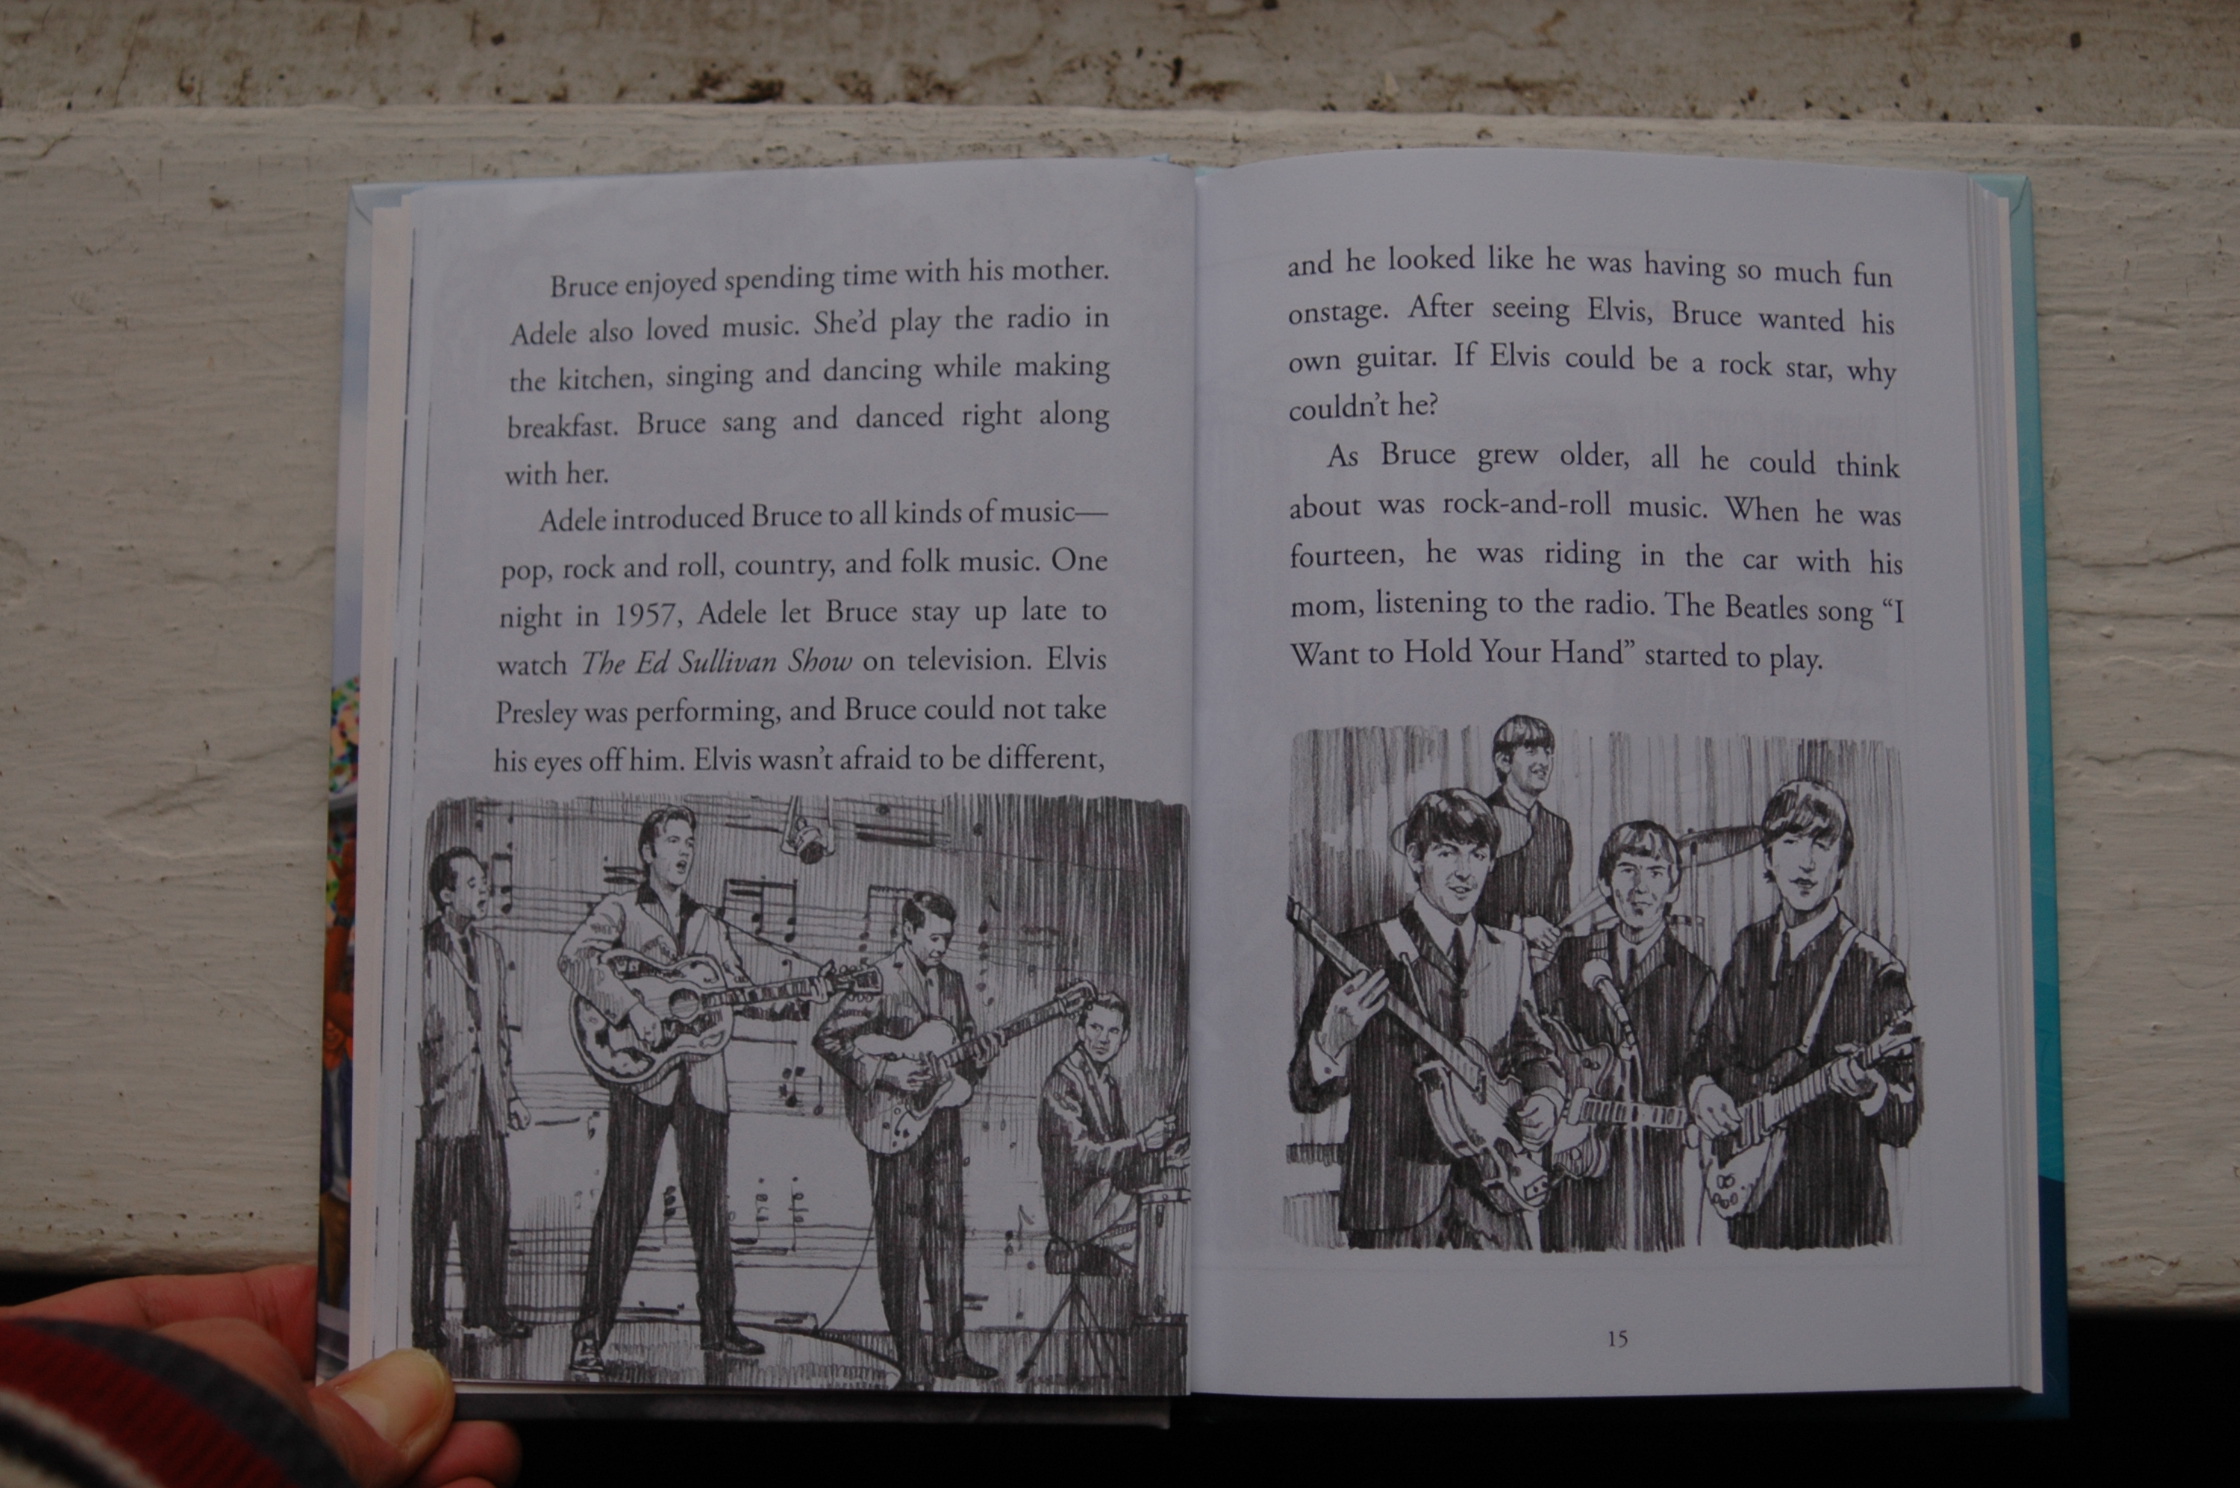 Bruce enjoyed spending time with his mother.
Adele also loved music. She’d play the radio in
the kitchen, singing and dancing while making
breakfast. Bruce sang and danced right along
with her.
Adele introduced Bruce to all kinds of music—
pop, rock and roll, country, and folk music. One
night in 1957, Adele let Bruce stay up late to
watch The Ed Sullivan Show on television. Elvis
Presley was performing, and Bruce could not take
his eyes off him. Elvis wasn’t afraid to be different,
and he looked like he was having so much fun
onstage. After seeing Elvis, Bruce wanted his
own guitar. If Elvis could be a rock star, why
couldn’t he?
As Bruce grew older, all he could think
about was rock-and-roll music. When he was
fourteen, he was riding in the car with his
mom, listening to the radio. The Beatles song “I
Want to Hold Your Hand” started to play.
15